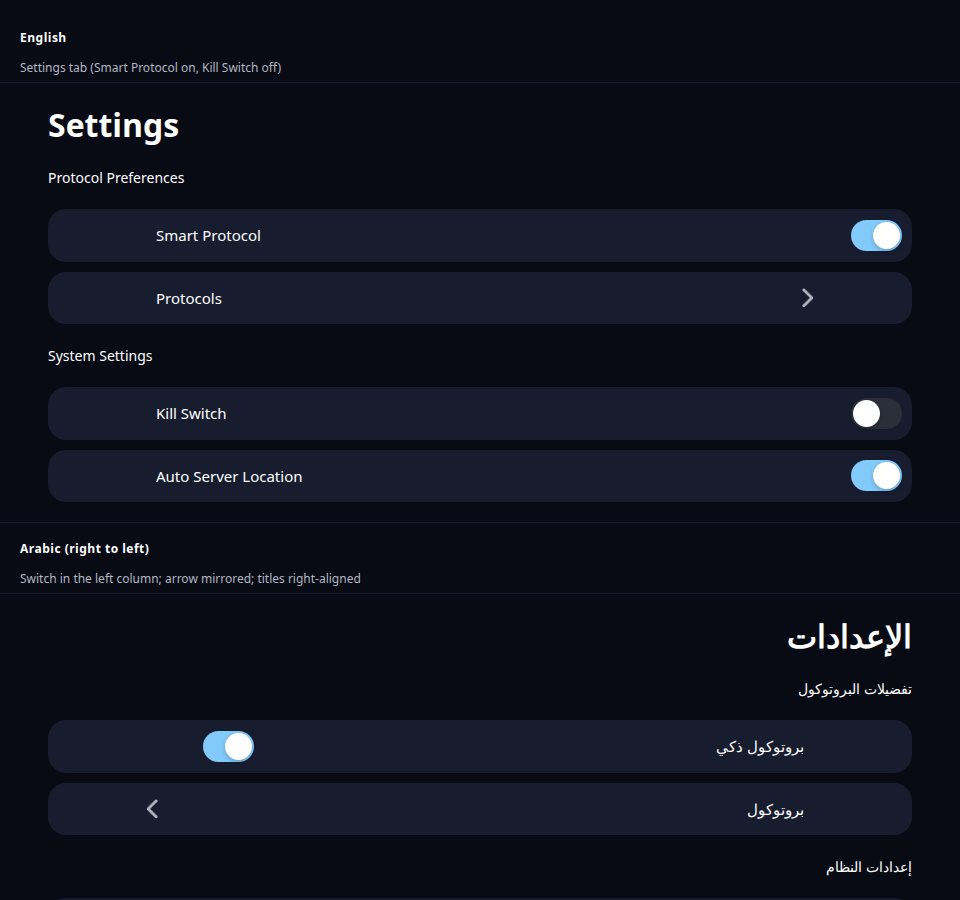 English
Settings tab (Smart Protocol on, Kill Switch off)
Settings
Protocol Preferences
Smart Protocol
Protocols
System Settings
Kill Switch
Auto Server Location
Arabic (right to left)
Switch in the left column; arrow mirrored; titles right-aligned
الإعدادات
تفضيلات البروتوكول
بروتوكول ذكي
بروتوكول
إعدادات النظام